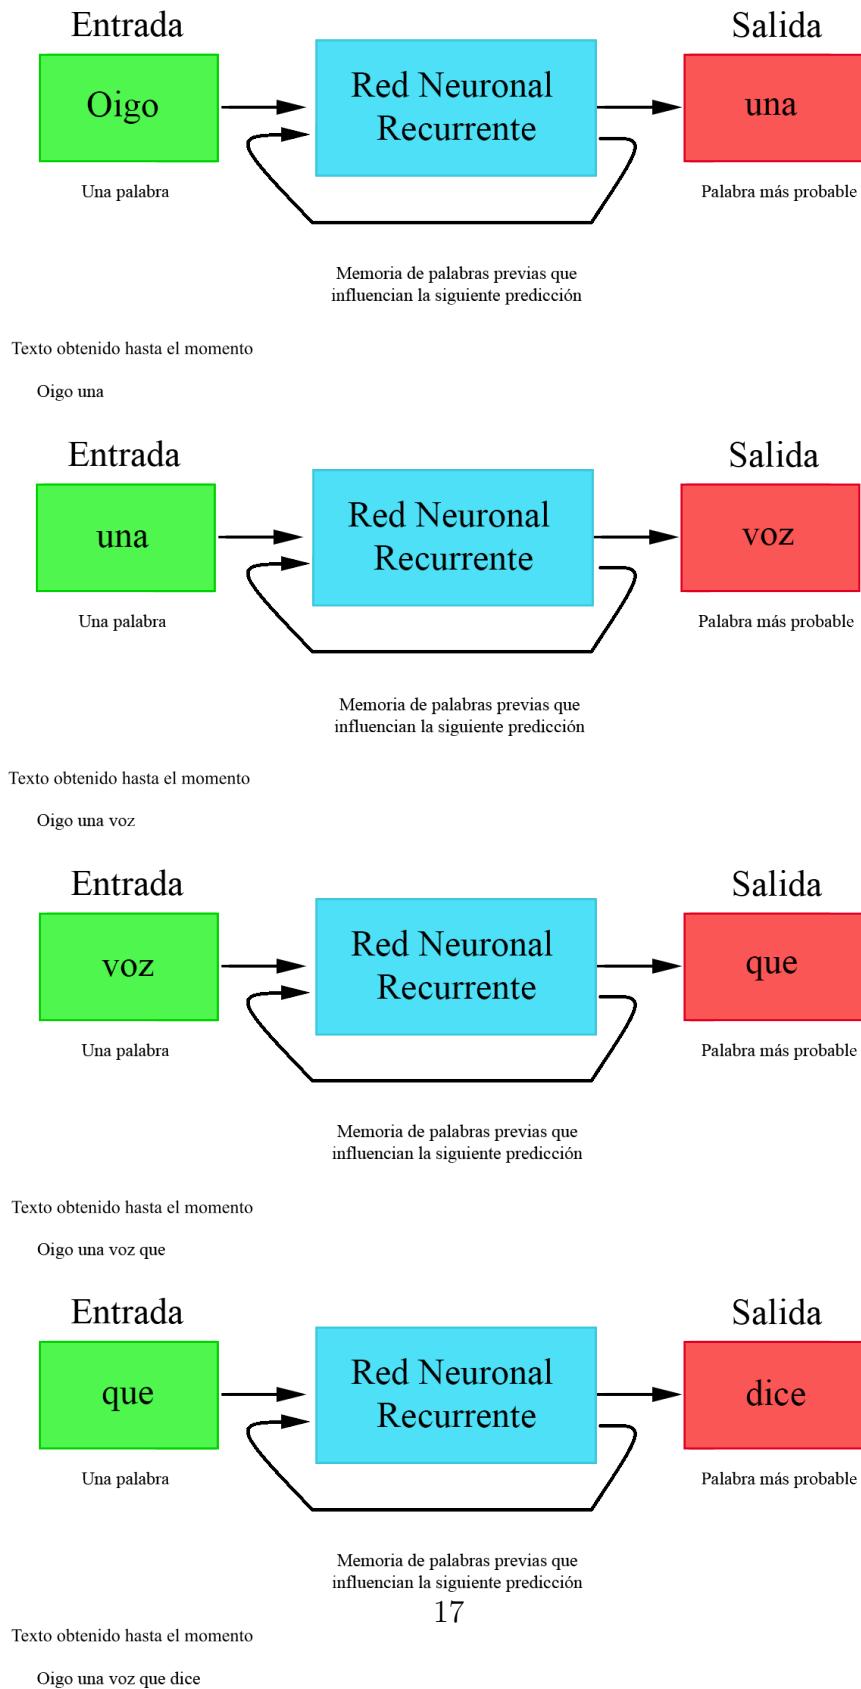 Entrada
Salida
Oigo
Red Neuronal
Recurrente
una
Una palabra
Palabra más probable
Memoria de palabras previas que
influencian la siguiente predicción
Texto obtenido hasta el momento
Oigo una
Entrada
Salida
una
Red Neuronal
Recurrente
voz
Una palabra
Palabra más probable
Memoria de palabras previas que
influencian la siguiente predicción
Texto obtenido hasta el momento
Oigo una voz
Entrada
Salida
voz
Red Neuronal
Recurrente
que
Una palabra
Palabra más probable
Memoria de palabras previas que
influencian la siguiente predicción
Texto obtenido hasta el momento
Oigo una voz que
Entrada
Salida
que
Red Neuronal
Recurrente
dice
Una palabra
Palabra más probable
Memoria de palabras previas que
influencian la siguiente predicción
17
Texto obtenido hasta el momento
Oigo una voz que dice